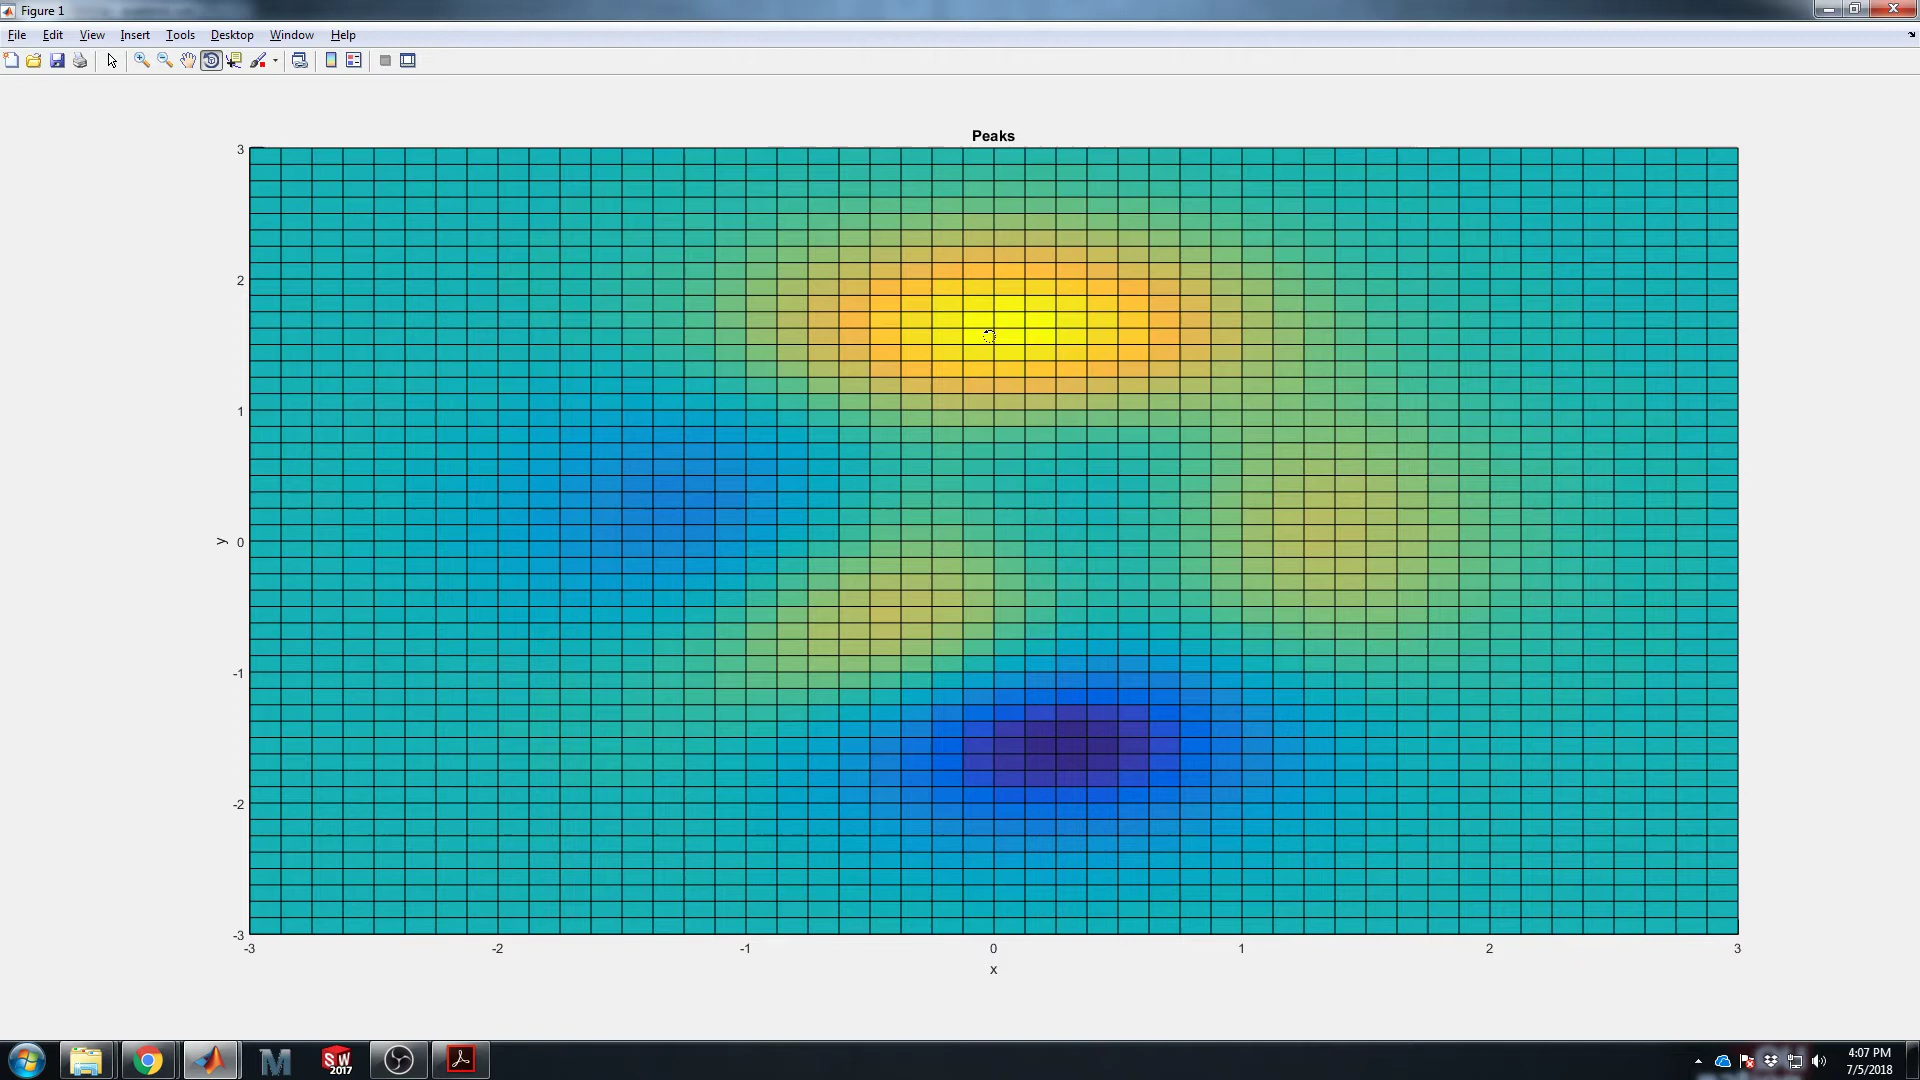 Figure 1
File Edit View Insert Tools Desktop Window Help
Peaks
3
2
1
y
0
-1
-2
-3
-3 -2 -1 0 1 2 3
x
M
SW
2017
4:07 PM
7/5/2018